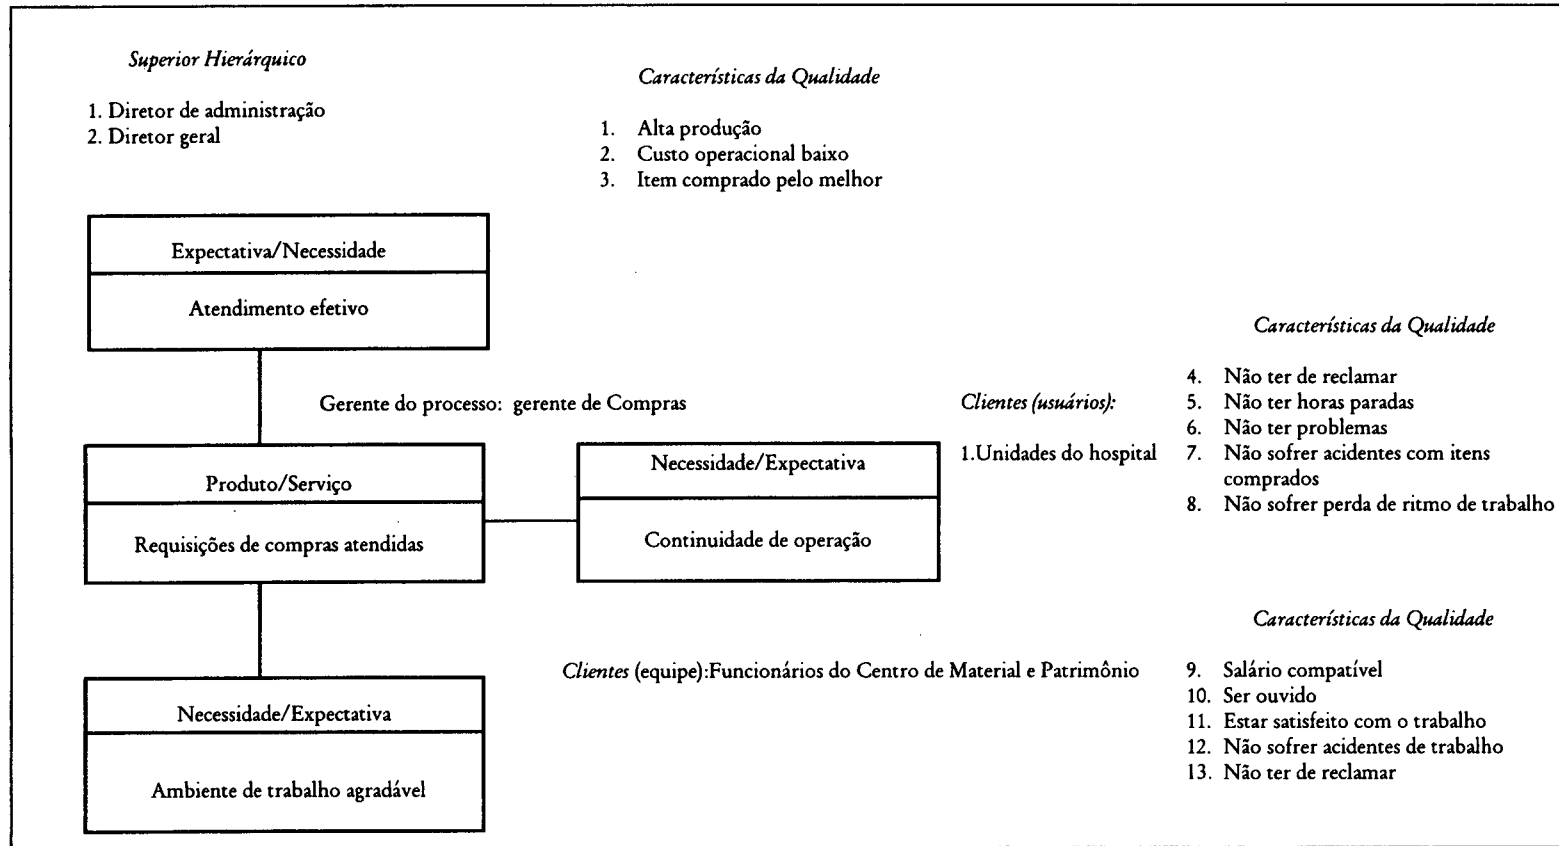 Superior Hierárquico
1. Diretor de administração
2. Diretor geral
Características da Qualidade
1. Alta produção
2. Custo operacional baixo
3. Item comprado pelo melhor
Expectativa/Necessidade
Atendimento efetivo
Gerente do processo: gerente de Compras
Produto/Serviço
Requisições de compras atendidas
Necessidade/Expectativa
Continuidade de operação
Clientes (usuários):
1.Unidades do hospital
Características da Qualidade
4. Não ter de reclamar
5. Não ter horas paradas
6. Não ter problemas
7. Não sofrer acidentes com itens
comprados
8. Não sofrer perda de ritmo de trabalho
Necessidade/Expectativa
Ambiente de trabalho agradável
Clientes (equipe):Funcionários do Centro de Material e Patrimônio
Características da Qualidade
9. Salário compatível
10. Ser ouvido
11. Estar satisfeito com o trabalho
12. Não sofrer acidentes de trabalho
13. Não ter de reclamar